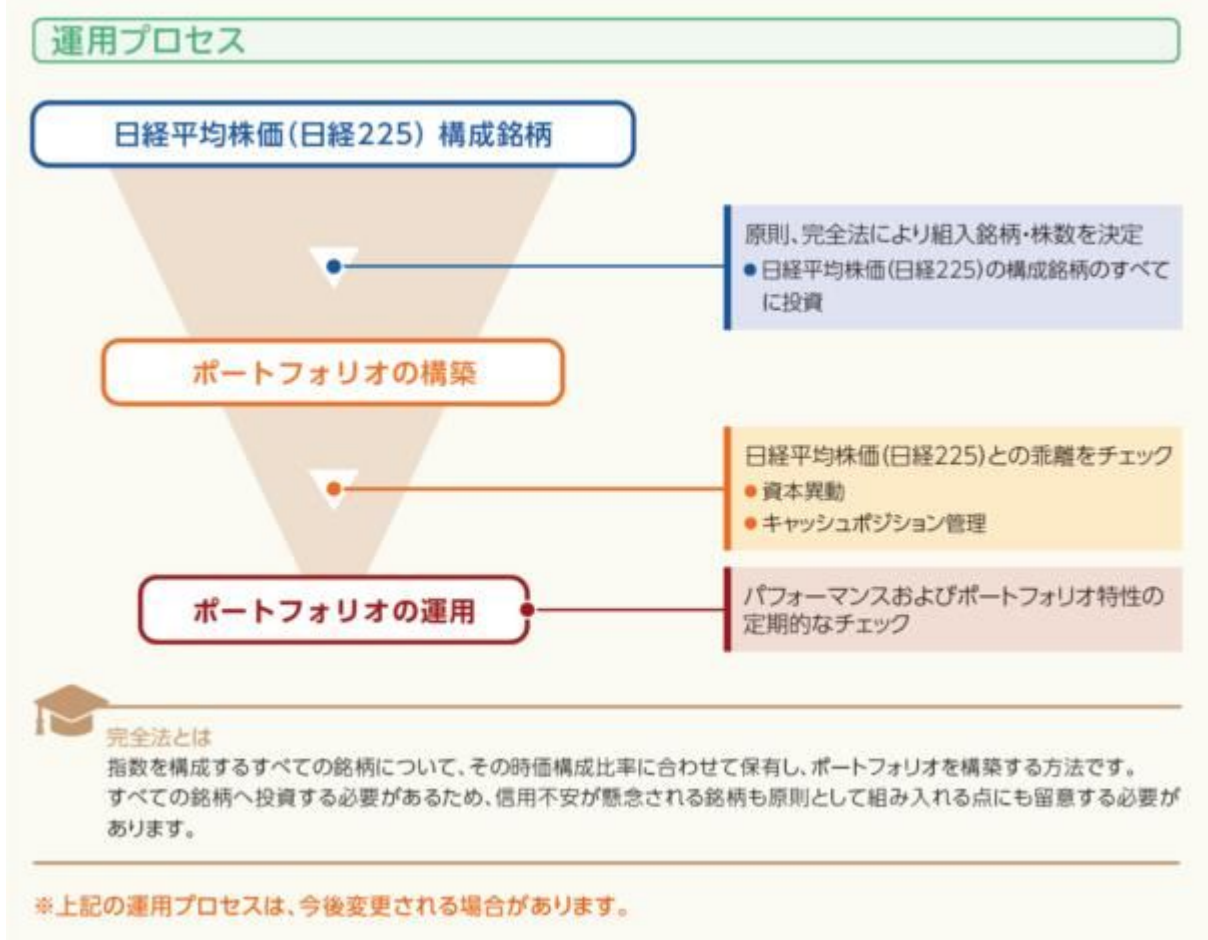 運用プロセス
日経平均株価(日経225) 構成銘柄
原則、完全法により組入銘柄・株数を決定
●日経平均株価(日経225)の構成銘柄のすべて
に投資
ポートフォリオの構築
日経平均株価(日経225)との乖離をチェック
●資本異動
●キャッシュポジション管理
ポートフォリオの運用
パフォーマンスおよびポートフォリオ特性の
定期的なチェック
完全法とは
指数を構成するすべての銘柄について、その時価構成比率に合わせて保有し、ポートフォリオを構築する方法です。
すべての銘柄へ投資する必要があるため、信用不安が懸念される銘柄も原則として組み入れる点にも留意する必要が
あります。
※上記の運用プロセスは、今後変更される場合があります。